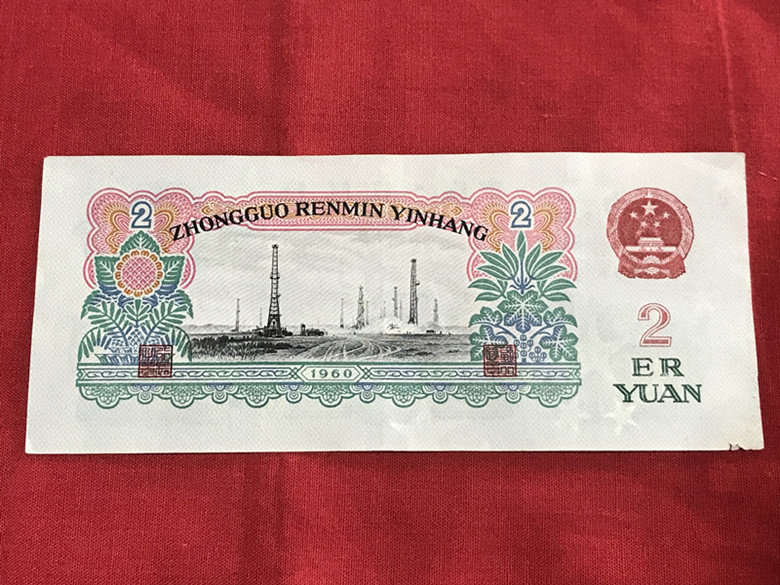 2
2
ZHONGGUO RENMIN YINHANG
1960
2
ER
YUAN